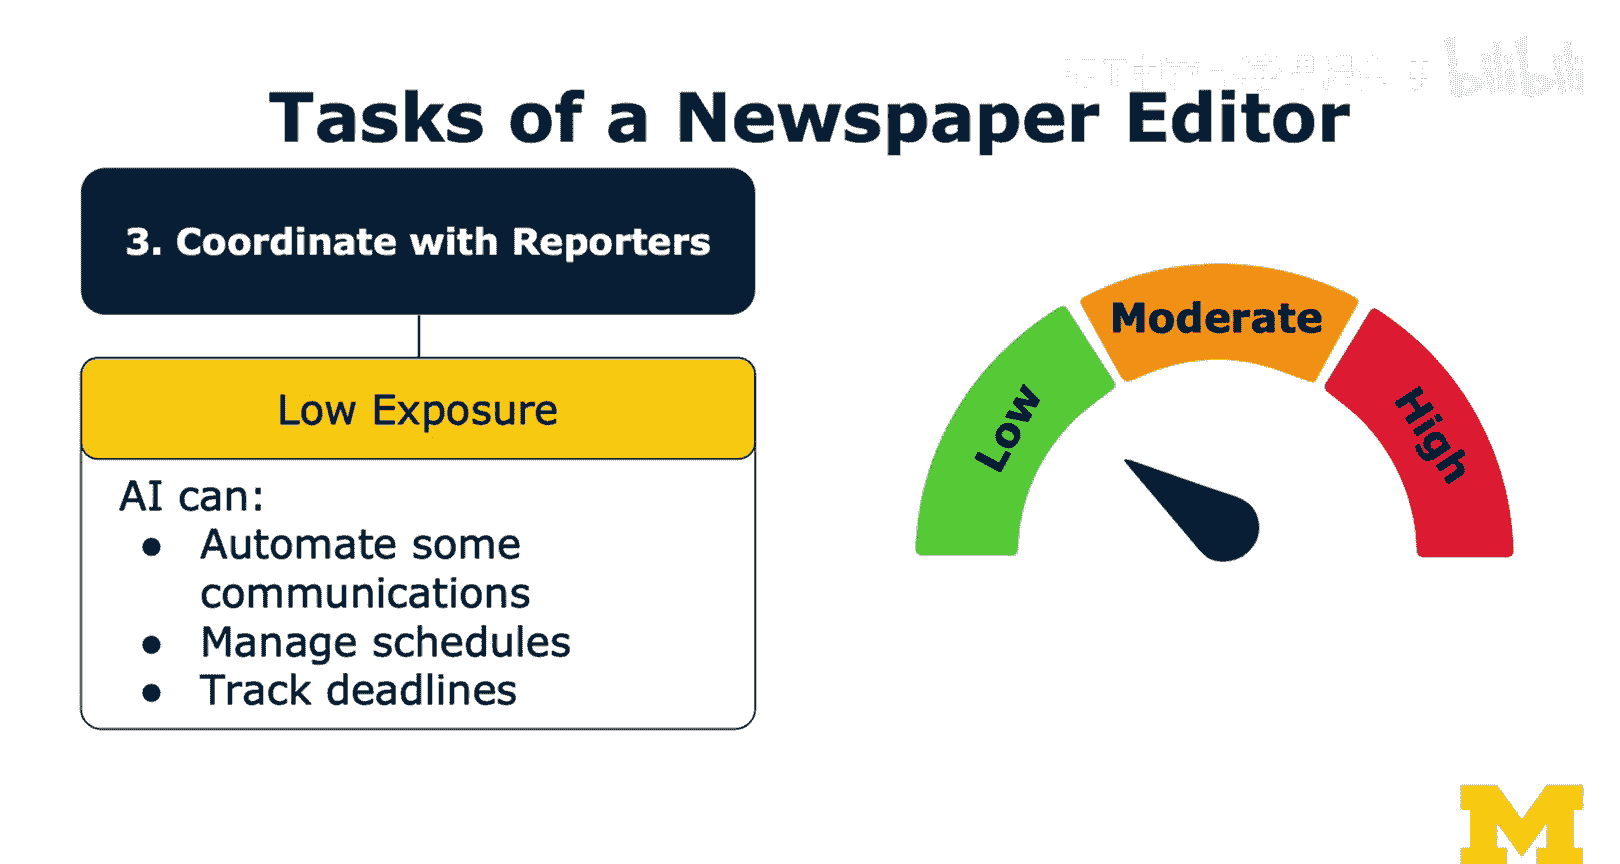 bilibili
Tasks of a Newspaper Editor
3. Coordinate with Reporters
Low Exposure
AI can:
● Automate some
communications
● Manage schedules
● Track deadlines
Low
Moderate
High
M